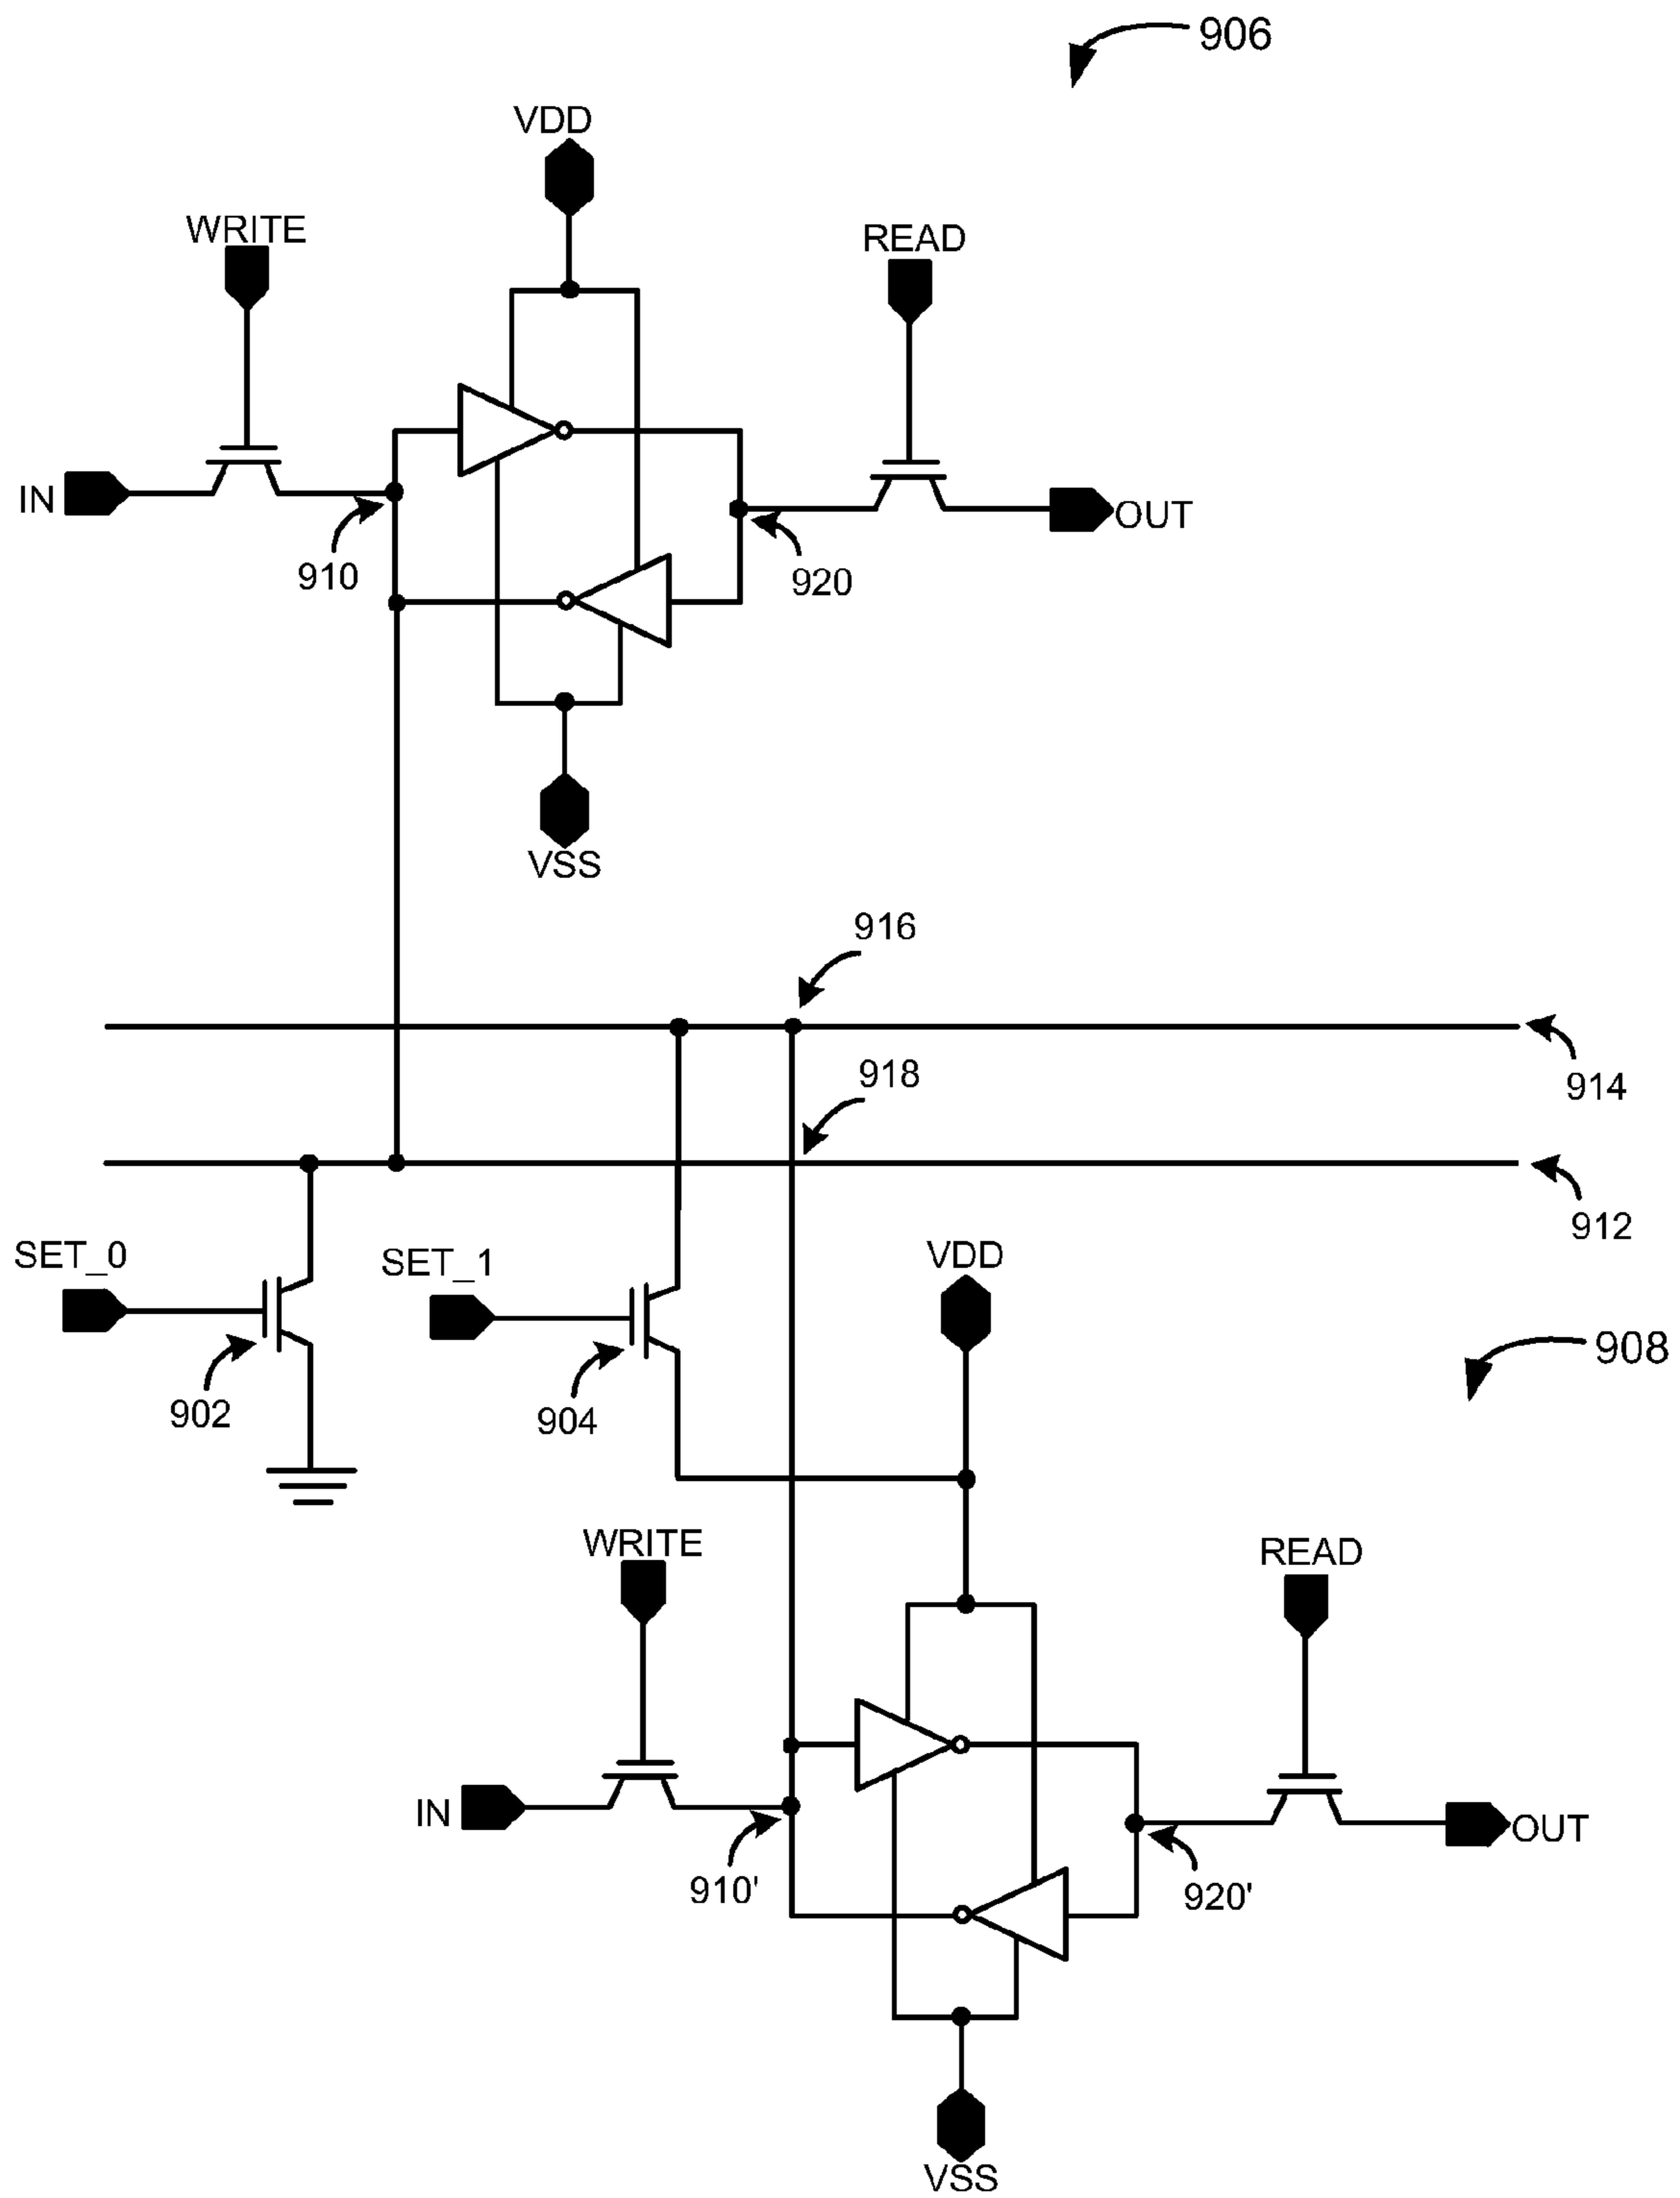 906
VDD
WRITE
READ
IN
OUT
910
920
VSS
916
918
914
912
SET_0
SET_1
VDD
908
902
904
WRITE
READ
IN
OUT
910'
920'
VSS